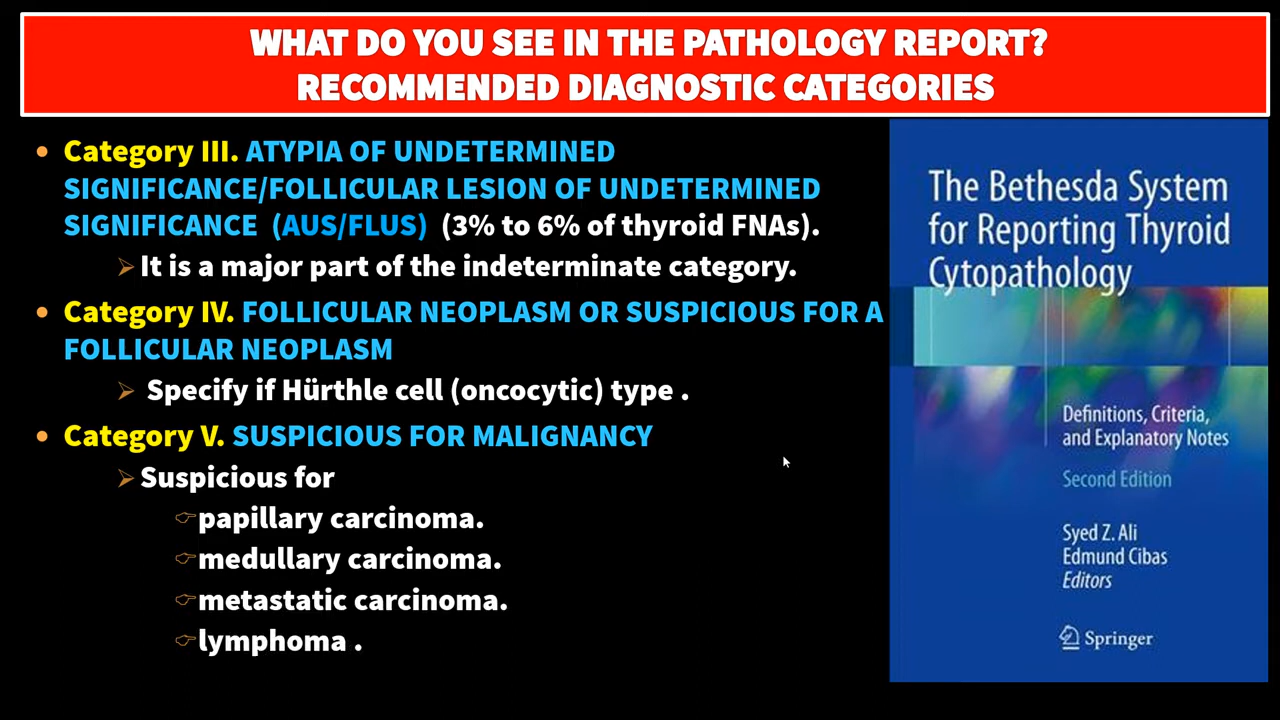 WHAT DO YOU SEE IN THE PATHOLOGY REPORT?
RECOMMENDED DIAGNOSTIC CATEGORIES
• Category III. ATYPIA OF UNDETERMINED
SIGNIFICANCE/FOLLICULAR LESION OF UNDETERMINED
SIGNIFICANCE (AUS/FLUS) (3% to 6% of thyroid FNAs).
It is a major part of the indeterminate category.
• Category IV. FOLLICULAR NEOPLASM OR SUSPICIOUS FOR A
FOLLICULAR NEOPLASM
Specify if Hürthle cell (oncocytic) type .
• Category V. SUSPICIOUS FOR MALIGNANCY
Suspicious for
papillary carcinoma.
medullary carcinoma.
metastatic carcinoma.
lymphoma .
The Bethesda System
for Reporting Thyroid
Cytopathology
Definitions, Criteria,
and Explanatory Notes
Second Edition
Syed Z. Ali
Edmund Cibas
Editors
Springer